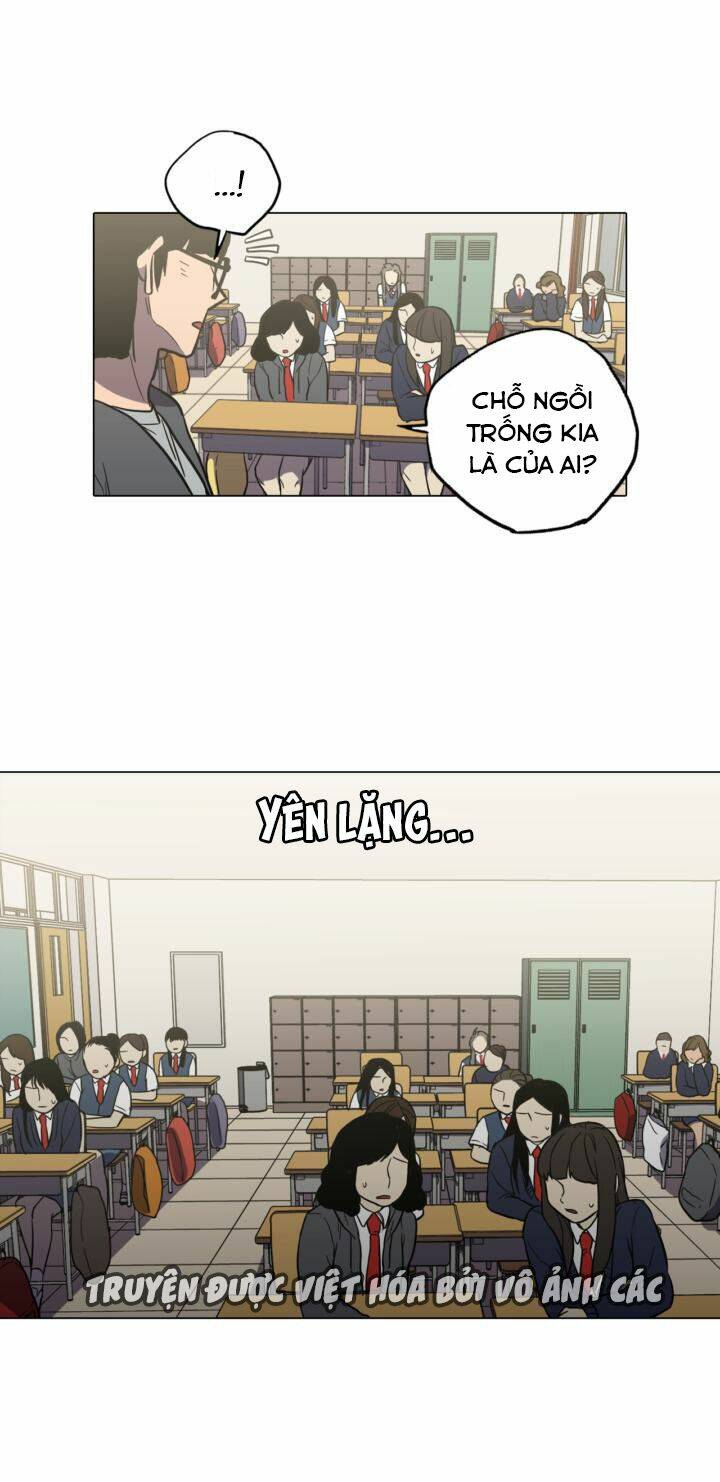 ...!
CHỖ NGỒI
TRỐNG KIA
LÀ CỦA AI?
YÊN LẶNG...
TRUYỆN ĐƯỢC VIỆT HÓA BỞI VÔ ẢNH CÁC